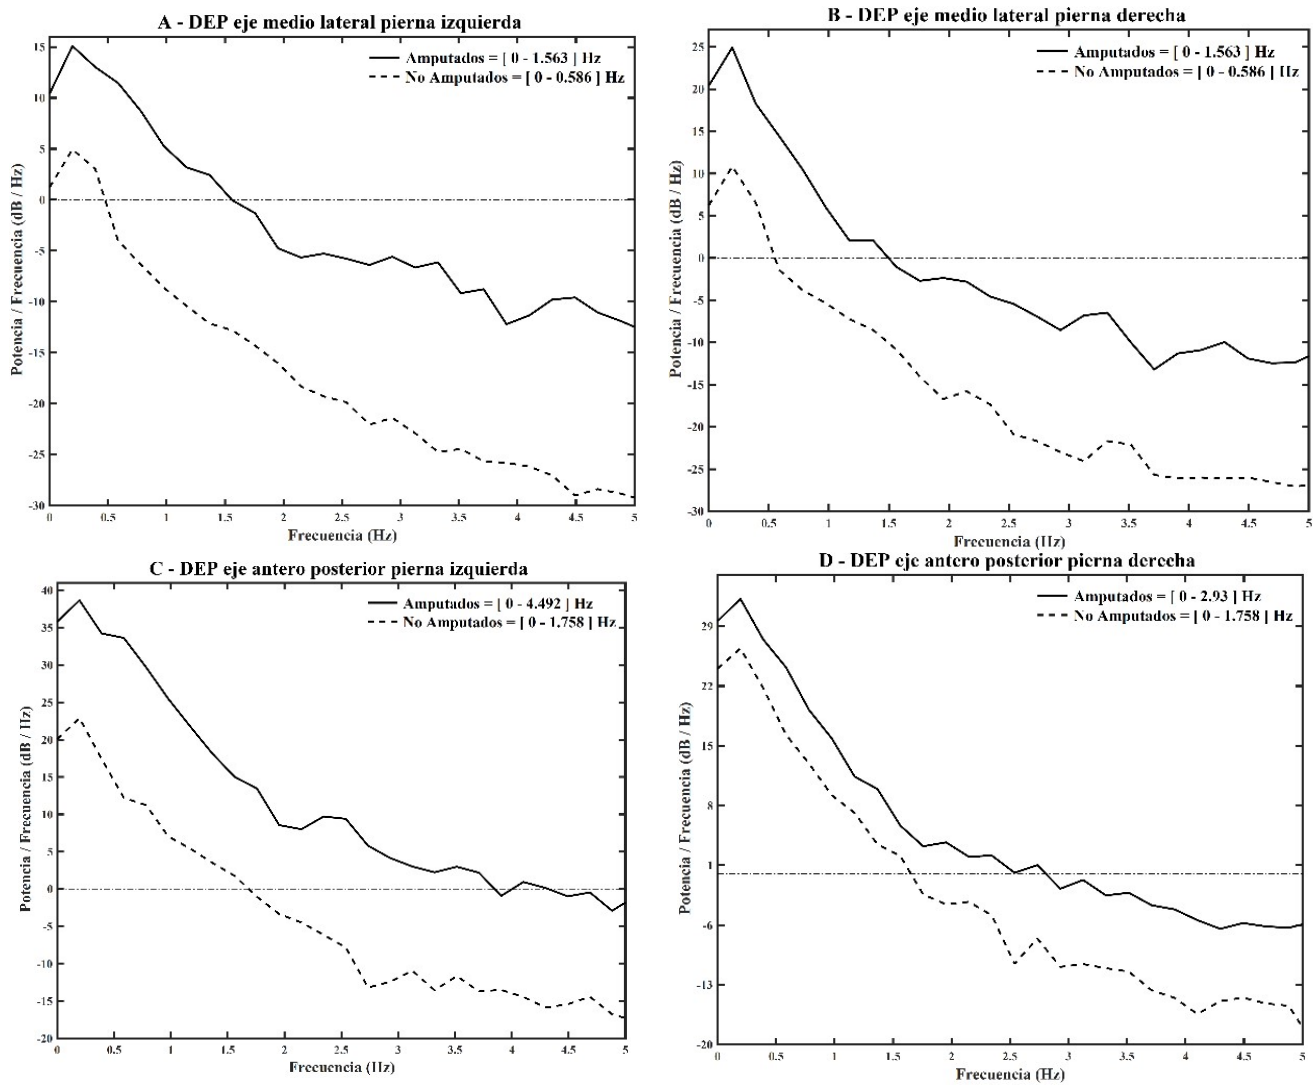 A - DEP eje medio lateral pierna izquierda
Amputados = [ 0 - 1.563 ] Hz
No Amputados = [ 0 - 0.586 ] Hz
15
10
5
0
-5
-10
-15
-20
-25
-30
Potencia / Frecuencia (dB / Hz)
0 0.5 1 1.5 2 2.5 3 3.5 4 4.5 5
Frecuencia (Hz)
B - DEP eje medio lateral pierna derecha
Amputados = [ 0 - 1.563 ] Hz
No Amputados = [ 0 - 0.586 ] Hz
25
20
15
10
5
0
-5
-10
-15
-20
-25
-30
Potencia / Frecuencia (dB / Hz)
0 0.5 1 1.5 2 2.5 3 3.5 4 4.5 5
Frecuencia (Hz)
C - DEP eje antero posterior pierna izquierda
Amputados = [ 0 - 4.492 ] Hz
No Amputados = [ 0 - 1.758 ] Hz
40
35
30
25
20
15
10
5
0
-5
-10
-15
-20
Potencia / Frecuencia (dB / Hz)
0 0.5 1 1.5 2 2.5 3 3.5 4 4.5 5
Frecuencia (Hz)
D - DEP eje antero posterior pierna derecha
Amputados = [ 0 - 2.93 ] Hz
No Amputados = [ 0 - 1.758 ] Hz
29
22
15
8
1
-6
-13
-20
Potencia / Frecuencia (dB / Hz)
0 0.5 1 1.5 2 2.5 3 3.5 4 4.5 5
Frecuencia (Hz)